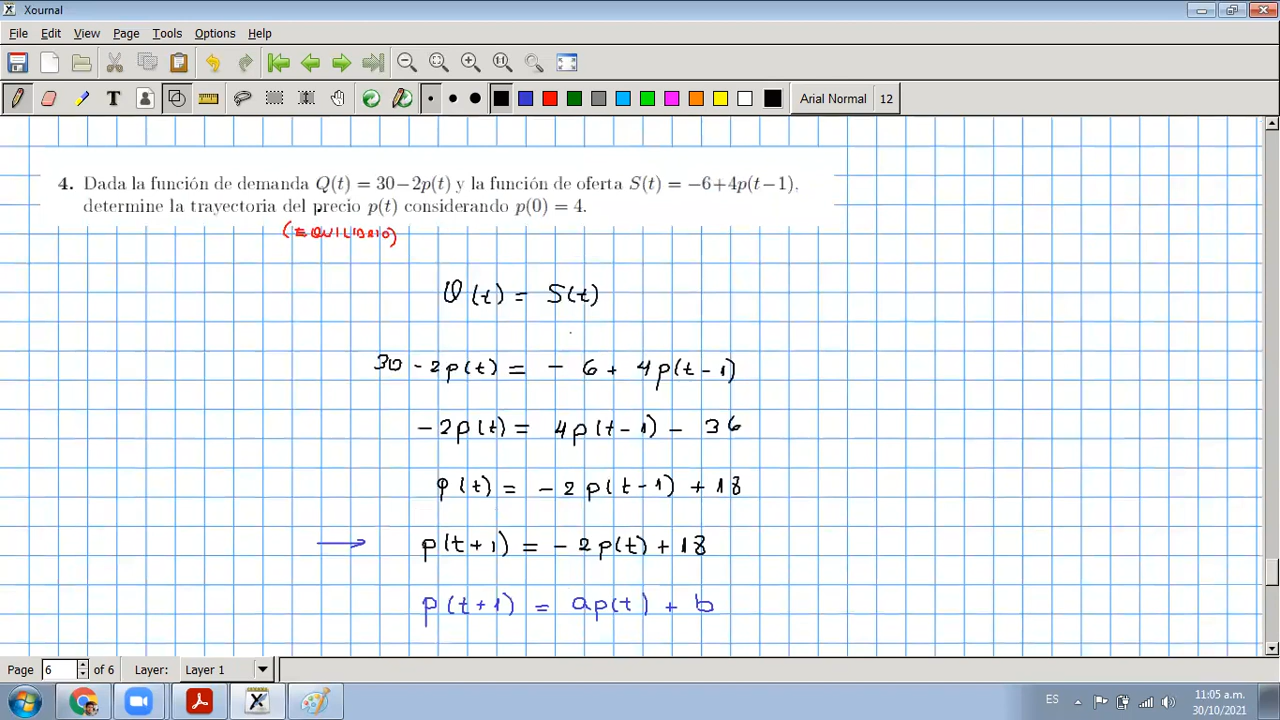 Xournal
File Edit View Page Tools Options Help
Arial Normal 12
4. Dada la función de demanda Q(t) = 30−2p(t) y la función de oferta S(t) = −6+4p(t−1),
determine la trayectoria del precio p(t) considerando p(0) = 4.
(EQUILIBRIO)
Q(t) = S(t)
30 - 2p(t) = - 6 + 4p(t - 1)
-2p(t) = 4p(t - 1) - 36
p(t) = - 2p(t - 1) + 18
→ p(t+1) = - 2p(t) + 18
p(t+1) = ap(t) + b
Page 6 of 6 Layer: Layer 1
ES 11:05 a.m.
30/10/2021